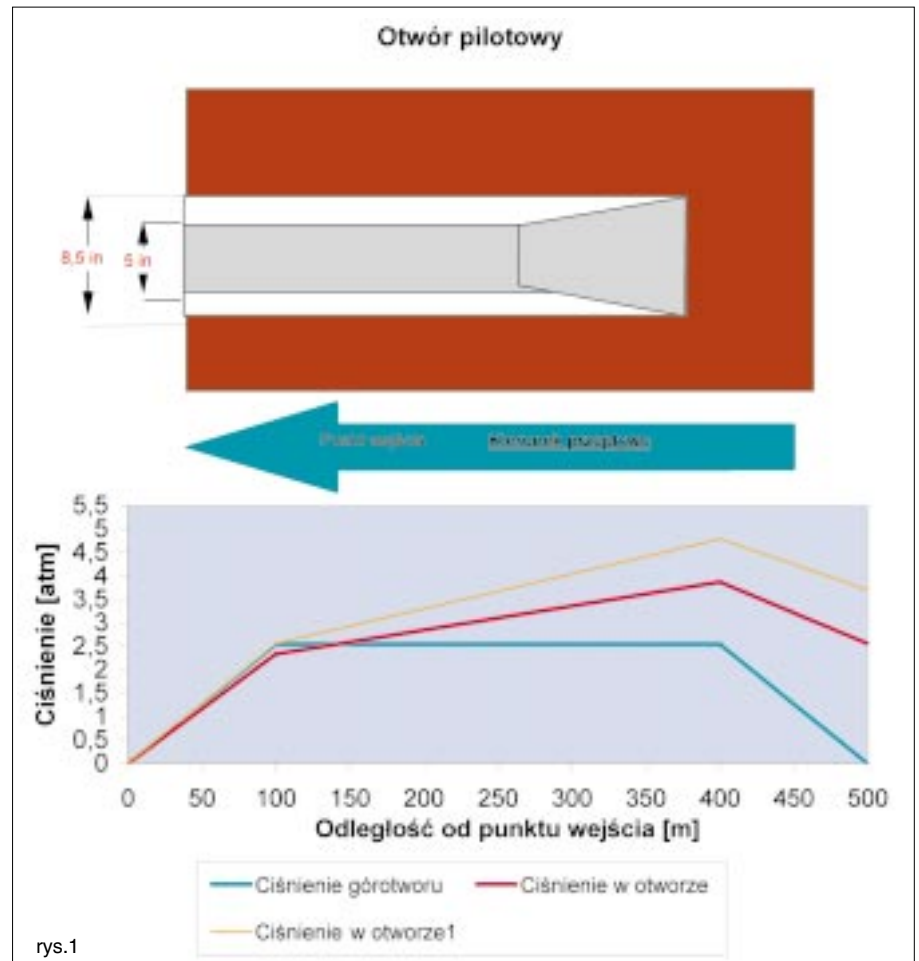 Otwór pilotowy
8,5 in
5 in
Kierunek
Ciśnienie [atm]
5,5
5
4,5
4
3,5
3
2,5
2
1,5
1
0,5
0
0 50 100 150 200 250 300 350 400 450 500
Odległość od punktu wejścia [m]
Ciśnienie górotworu Ciśnienie w otworze
Ciśnienie w otworze1
rys.1